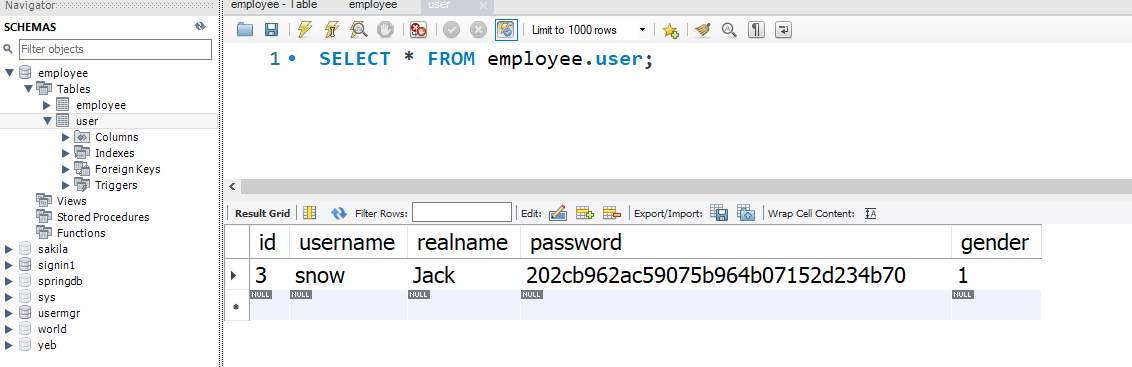 Navigator
SCHEMAS
Filter objects
employee
Tables
employee
user
Columns
Indexes
Foreign Keys
Triggers
Views
Stored Procedures
Functions
sakila
signin1
springdb
sys
usermgr
world
yeb
employee - Table employee user
Limit to 1000 rows
1 SELECT * FROM employee.user;
Result Grid Filter Rows: Edit: Export/Import: Wrap Cell Content:
id username realname password gender
3 snow Jack 202cb962ac59075b964b07152d234b70 1
NULL NULL NULL NULL NULL